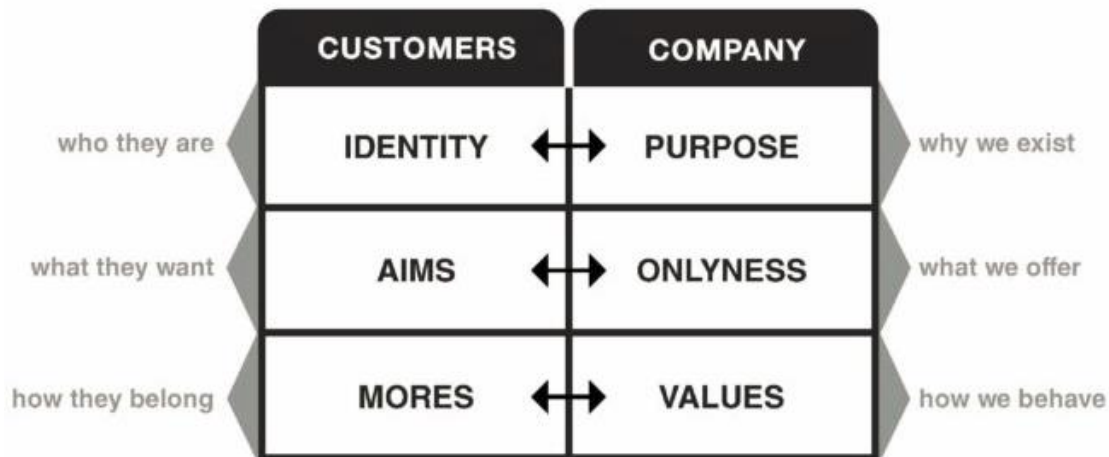 CUSTOMERS COMPANY
who they are IDENTITY PURPOSE why we exist
what they want AIMS ONLYNESS what we offer
how they belong MORES VALUES how we behave